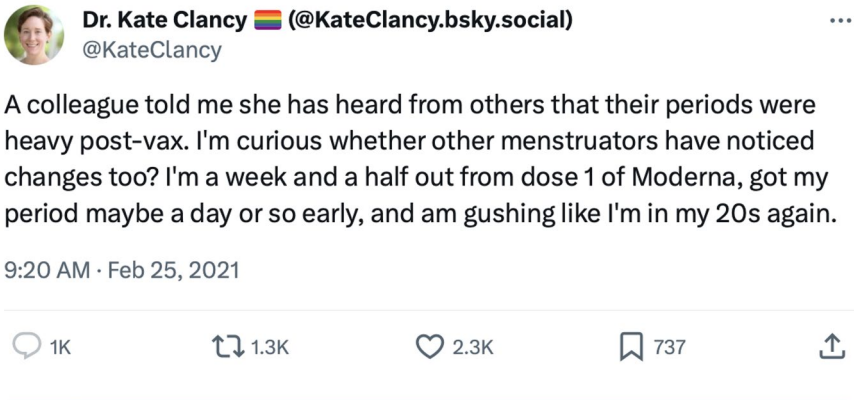 Dr. Kate Clancy 🏳️‍🌈 (@KateClancy.bsky.social)
@KateClancy
A colleague told me she has heard from others that their periods were
heavy post-vax. I'm curious whether other menstruators have noticed
changes too? I'm a week and a half out from dose 1 of Moderna, got my
period maybe a day or so early, and am gushing like I'm in my 20s again.
9:20 AM · Feb 25, 2021
1K 1.3K 2.3K 737